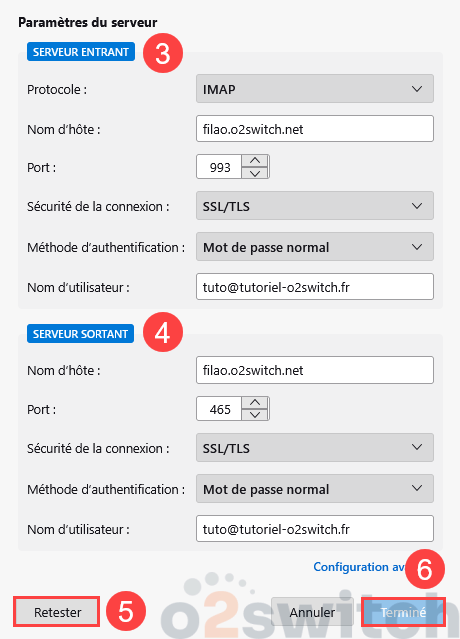 Paramètres du serveur
SERVEUR ENTRANT 3
Protocole : IMAP
Nom d’hôte : filao.o2switch.net
Port : 993
Sécurité de la connexion : SSL/TLS
Méthode d’authentification : Mot de passe normal
Nom d’utilisateur : tuto@tutoriel-o2switch.fr
SERVEUR SORTANT 4
Nom d’hôte : filao.o2switch.net
Port : 465
Sécurité de la connexion : SSL/TLS
Méthode d’authentification : Mot de passe normal
Nom d’utilisateur : tuto@tutoriel-o2switch.fr
Configuration 6
Retester 5 Annuler Terminé
o2switch